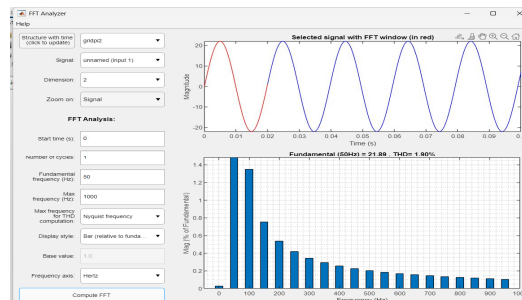 FFT Analyzer
Help
Structure with time
(click to update)
gridpi2
Signal:
unnamed (input 1)
Dimension:
2
Zoom on:
Signal
FFT Analysis:
Start time (s):
0
Number of cycles:
1
Fundamental
frequency (Hz):
50
Max
frequency (Hz):
1000
Max frequency
for THD
computation:
Nyquist frequency
Display style:
Bar (relative to funda...
Base value:
1.0
Frequency axis:
Hertz
Compute FFT
Selected signal with FFT window (in red)
Magnitude
20
10
0
-10
-20
0 0.01 0.02 0.03 0.04 0.05 0.06 0.07 0.08 0.09
Time (s)
Fundamental (50Hz) = 21.89 , THD= 1.90%
Mag (% of Fundamental)
1.4
1.2
1
0.8
0.6
0.4
0.2
0
0 100 200 300 400 500 600 700 800 900
Frequency (Hz)